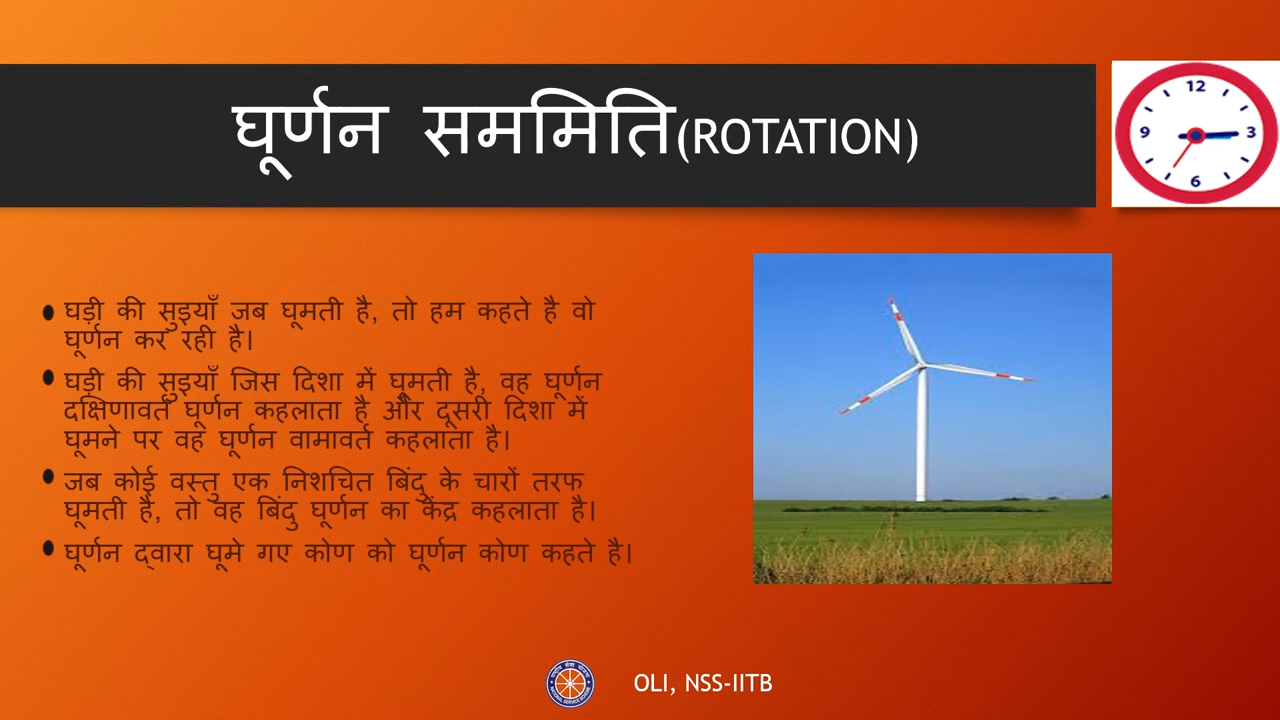 घूर्णन सममिति(ROTATION)
12
9
3
6
घड़ी की सुइयाँ जब घूमती है, तो हम कहते है वो
घूर्णन कर रही है।
घड़ी की सुइयाँ जिस दिशा में घूमती है, वह घूर्णन
दक्षिणावर्त घूर्णन कहलाता है और दूसरी दिशा में
घूमने पर वह घूर्णन वामावर्त कहलाता है।
जब कोई वस्तु एक निशचित बिंदु के चारों तरफ
घूमती है, तो वह बिंदु घूर्णन का केंद्र कहलाता है।
घूर्णन द्वारा घूमे गए कोण को घूर्णन कोण कहते है।
OLI, NSS-IITB